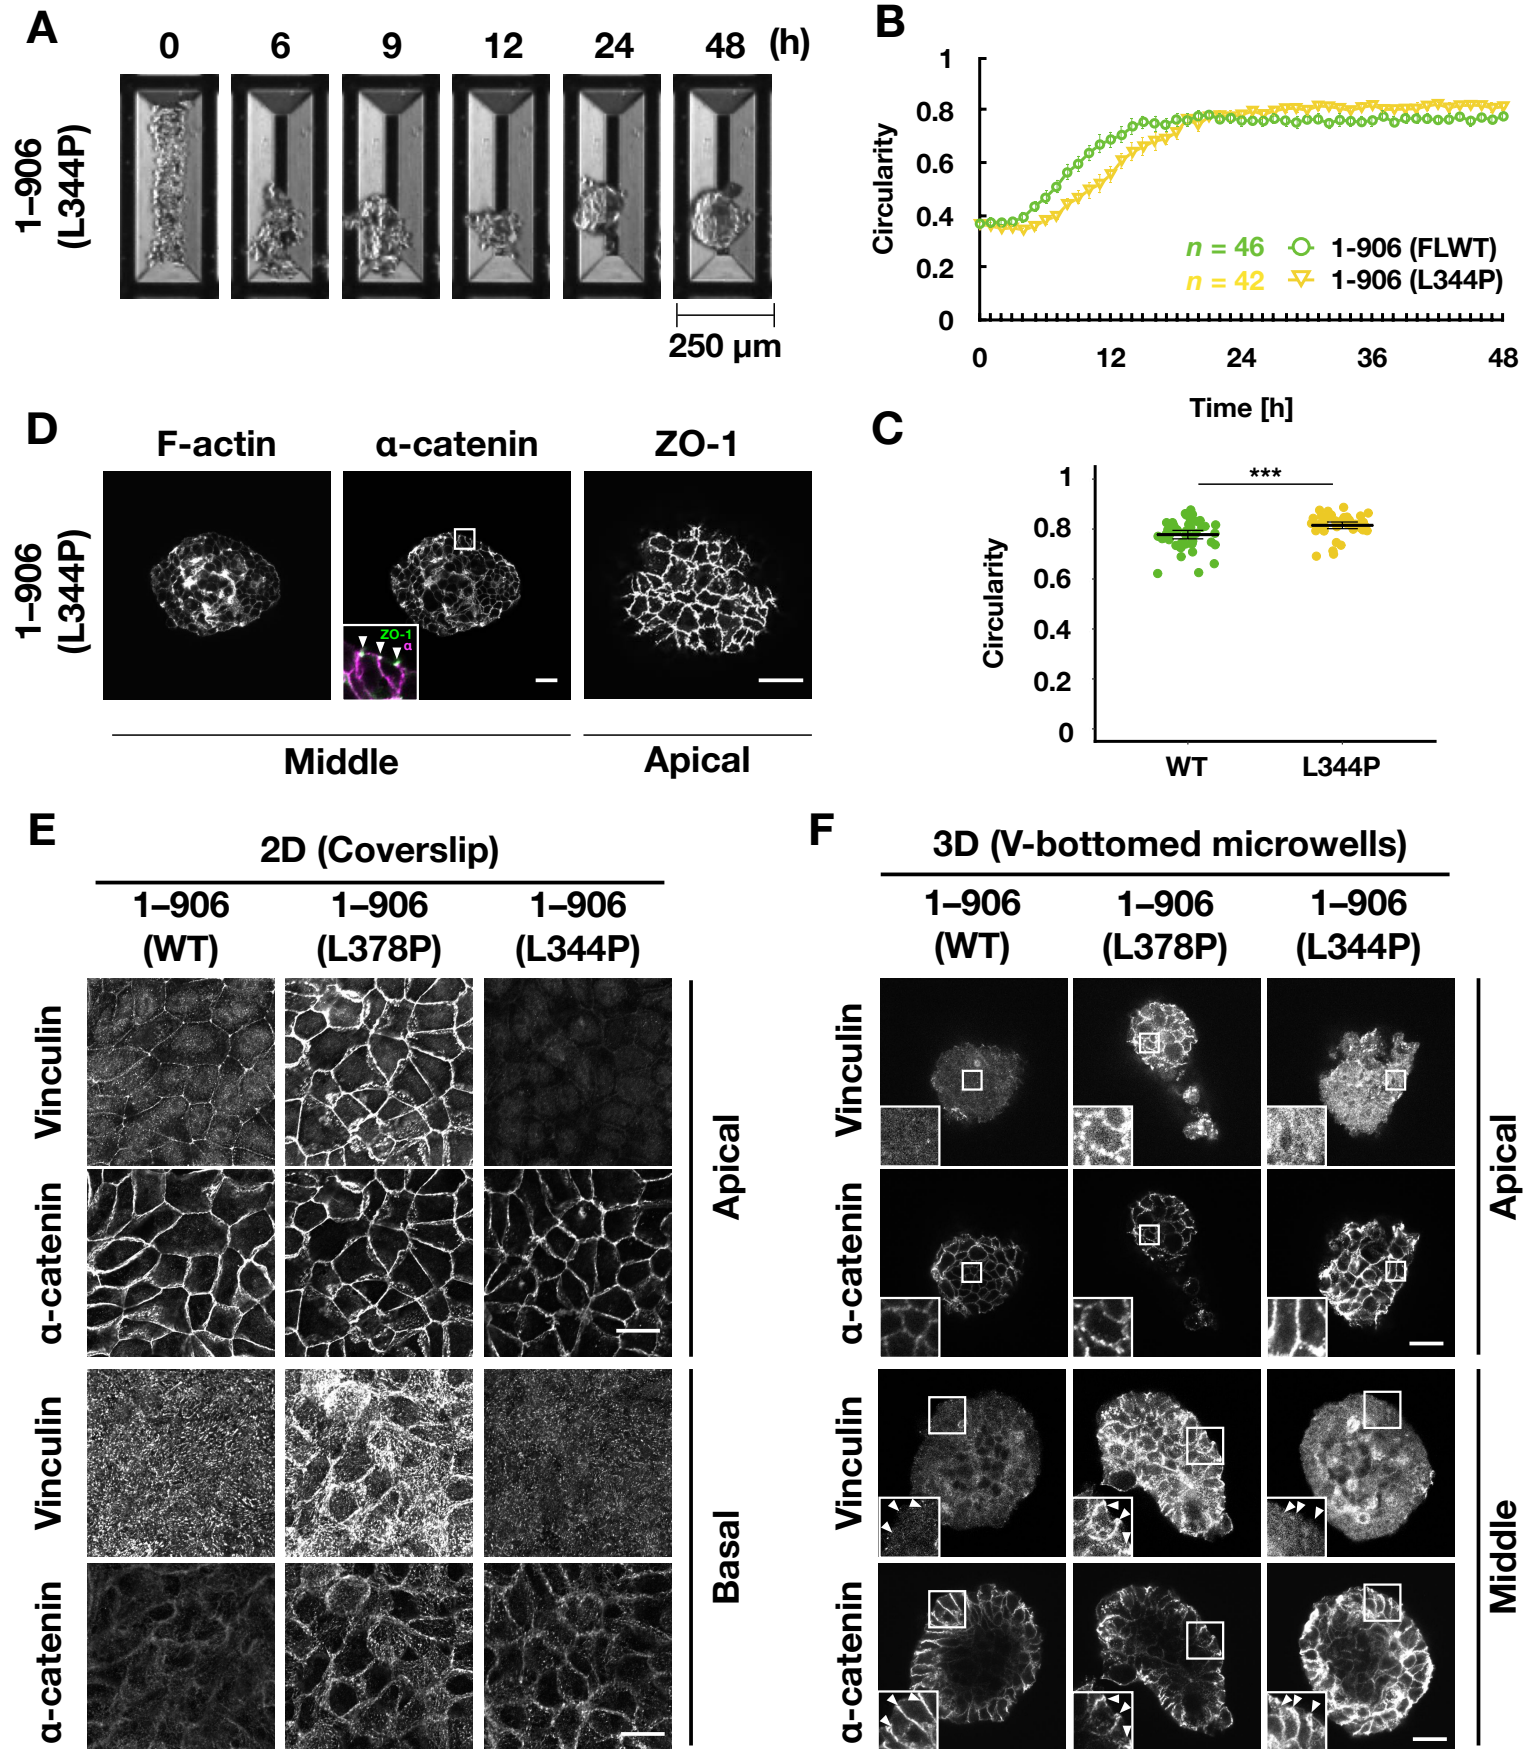 A
0 6 9 12 24 48 (h)
1–906
(L344P)
250 µm
B
1
0.8
0.6
0.4
0.2
0
Circularity
n = 46 1-906 (FLWT)
n = 42 1-906 (L344P)
0 12 24 36 48
Time [h]
C
1
0.8
0.6
0.4
0.2
0
Circularity
***
WT L344P
D
F-actin α-catenin ZO-1
1–906
(L344P)
ZO-1
α
Middle Apical
E
2D (Coverslip)
1–906 1–906 1–906
(WT) (L378P) (L344P)
Vinculin
α-catenin
Apical
Vinculin
α-catenin
Basal
F
3D (V-bottomed microwells)
1–906 1–906 1–906
(WT) (L378P) (L344P)
Vinculin
α-catenin
Apical
Vinculin
α-catenin
Middle